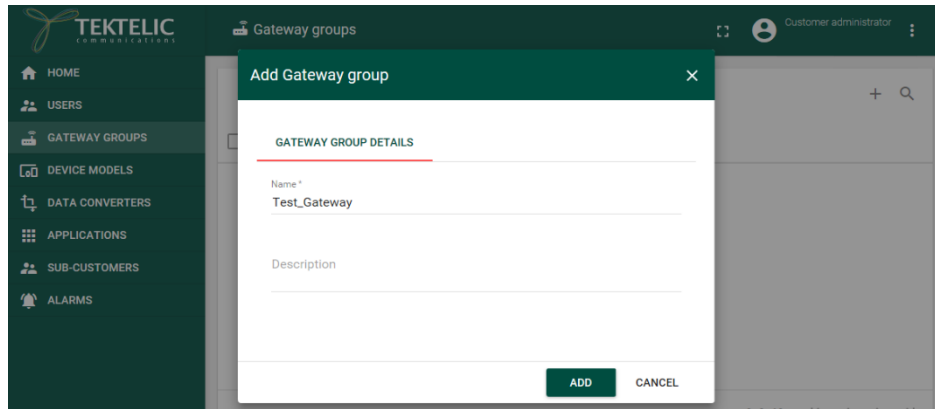 TEKTELIC
communications
Gateway groups
Customer administrator
HOME
USERS
GATEWAY GROUPS
DEVICE MODELS
DATA CONVERTERS
APPLICATIONS
SUB-CUSTOMERS
ALARMS
Add Gateway group
GATEWAY GROUP DETAILS
Name *
Test_Gateway
Description
ADD
CANCEL